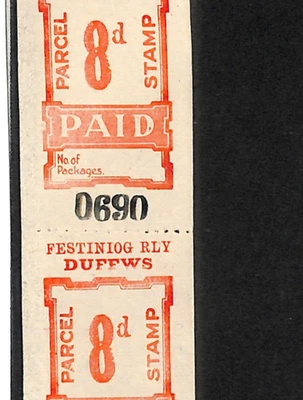 PARCEL 8d STAMP
PAID
No. of
Packages.
0690
FESTINIOG RLY
DUFFWS
PARCEL 8d STAMP